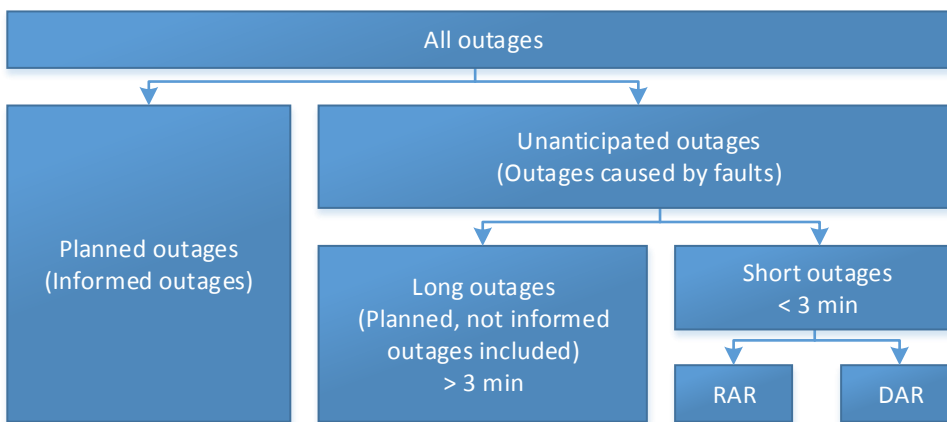 All outages
Planned outages
(Informed outages)
Unanticipated outages
(Outages caused by faults)
Long outages
(Planned, not informed
outages included)
> 3 min
Short outages
< 3 min
RAR
DAR